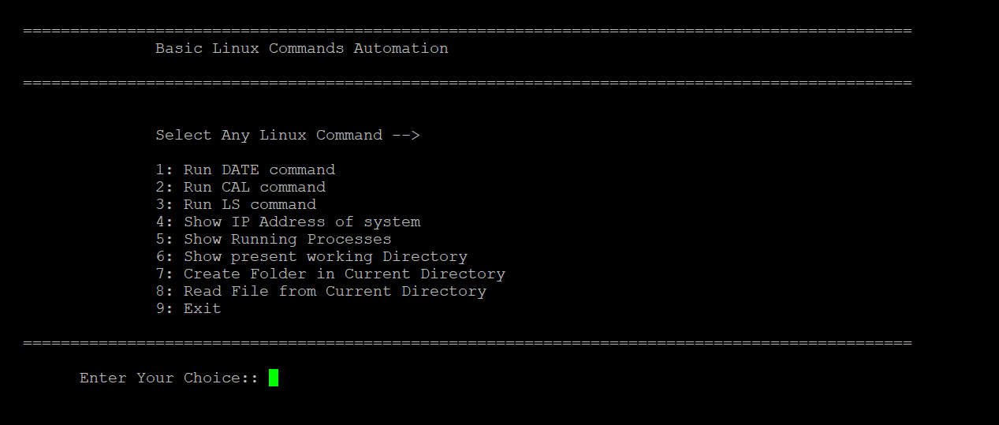 ==============================================================================================
Basic Linux Commands Automation
==============================================================================================
Select Any Linux Command -->
1: Run DATE command
2: Run CAL command
3: Run LS command
4: Show IP Address of system
5: Show Running Processes
6: Show present working Directory
7: Create Folder in Current Directory
8: Read File from Current Directory
9: Exit
==============================================================================================
Enter Your Choice::